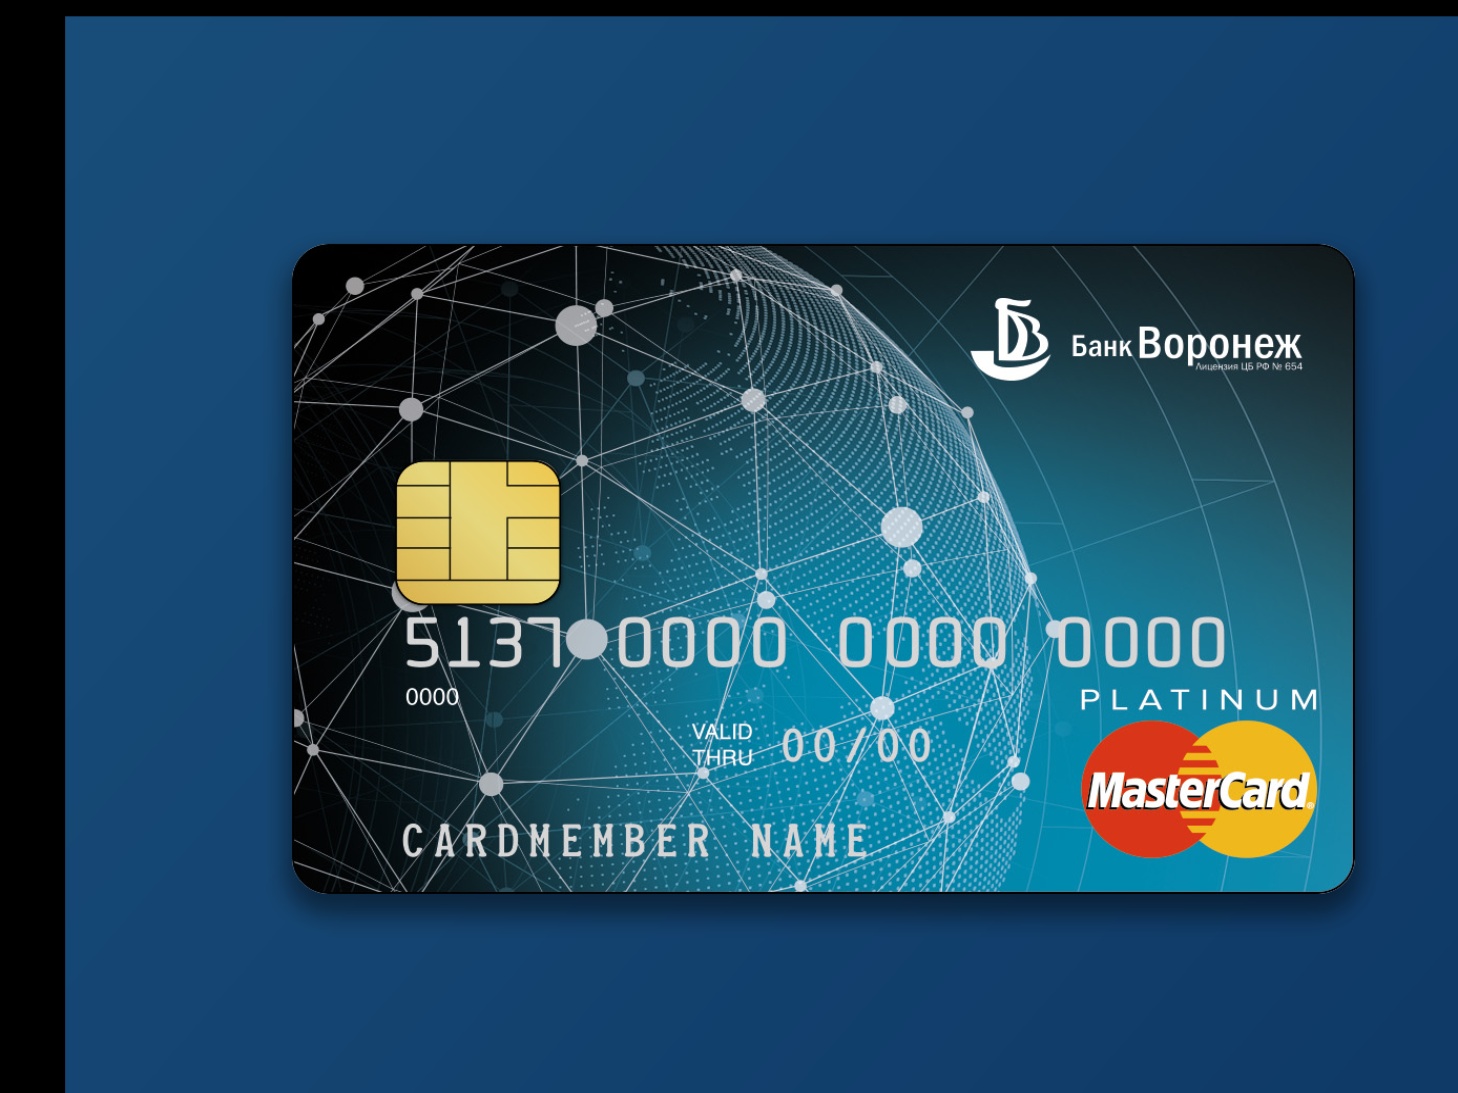 Банк Воронеж
Лицензия ЦБ РФ № 654
5137 0000 0000 0000
0000
PLATINUM
VALID
THRU
00/00
MasterCard
CARDMEMBER NAME